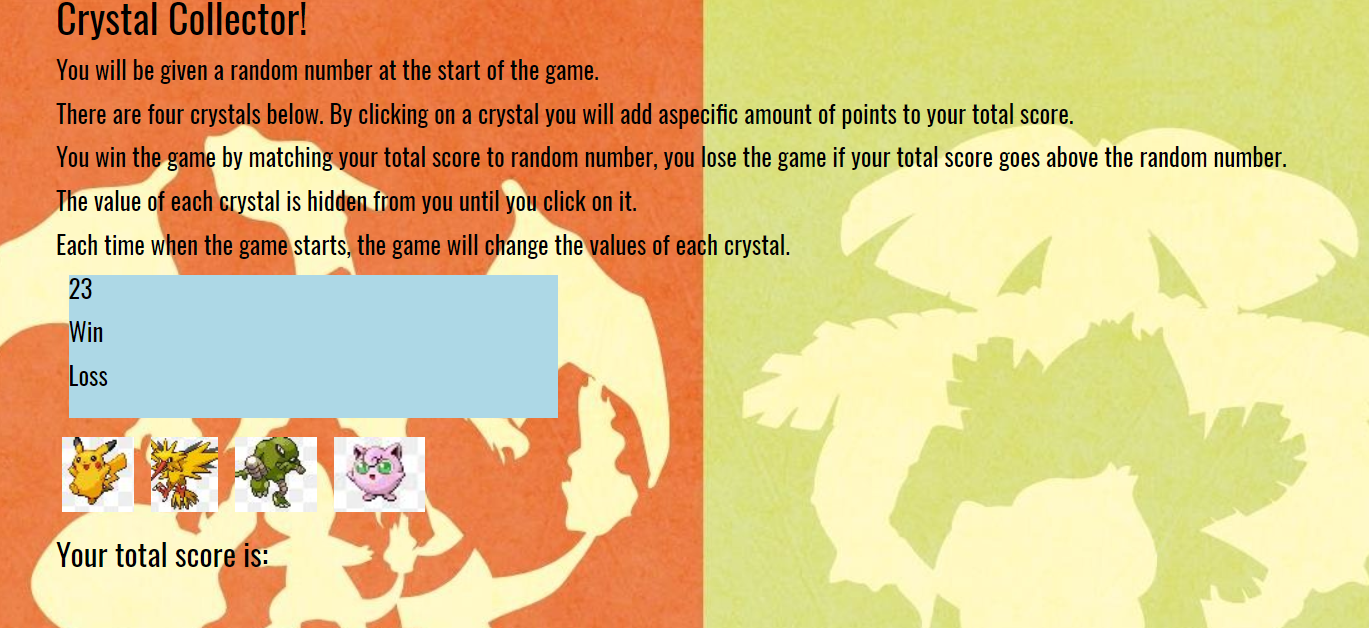 Crystal Collector!
You will be given a random number at the start of the game.
There are four crystals below. By clicking on a crystal you will add aspecific amount of points to your total score.
You win the game by matching your total score to random number, you lose the game if your total score goes above the random number.
The value of each crystal is hidden from you until you click on it.
Each time when the game starts, the game will change the values of each crystal.
23
Win
Loss
Your total score is: